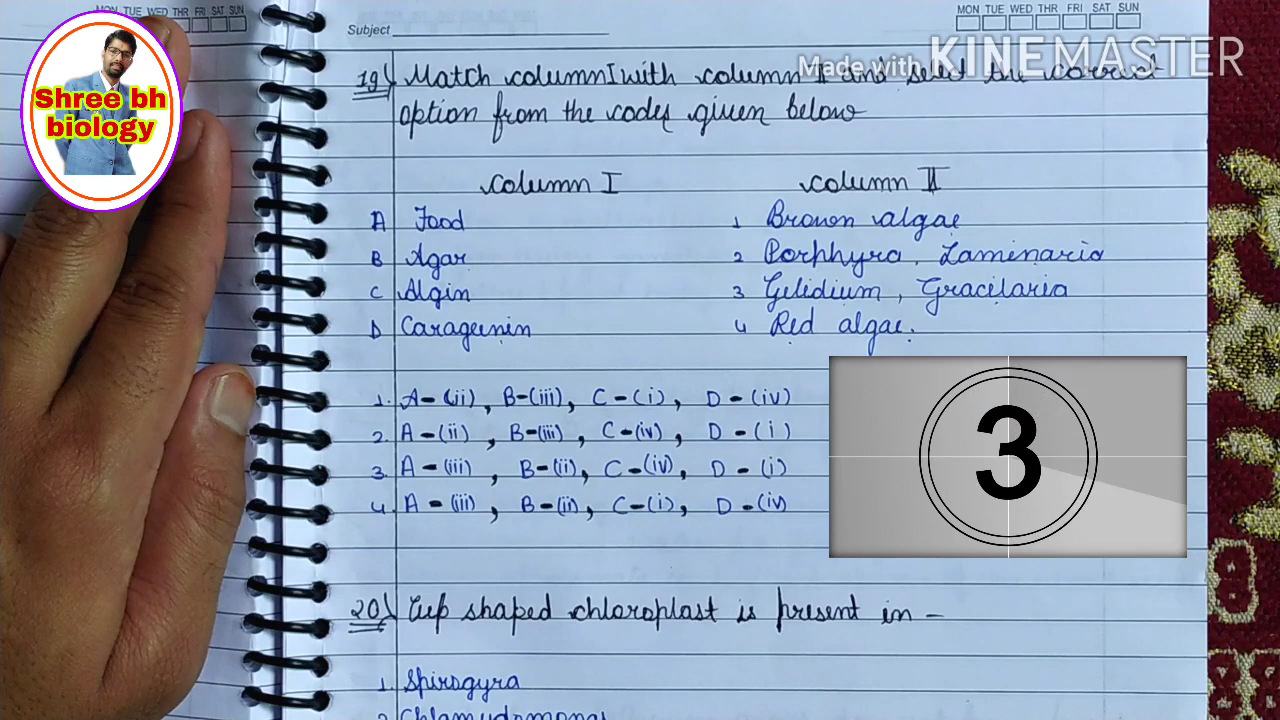 MON TUE WED THR FRI SAT SUN
MON TUE WED THR FRI SAT SUN
Subject
Made with KINEMASTER
Shree bh
biology
19) Match column I with column II and select the correct
option from the codes given below
Column I Column II
A Food 1 Brown algae
B Agar 2 Porphyra, Laminaria
C Algin 3 Gelidium, Gracilaria
D Carageenin 4 Red algae.
1. A-(ii), B-(iii), C-(i), D-(iv)
2. A-(ii), B-(iii), C-(iv), D-(i)
3. A-(iii), B-(ii), C-(iv), D-(i)
4. A-(iii), B-(ii), C-(i), D-(iv)
3
20) Cup shaped chloroplast is present in -
1. Spirogyra
2. Chlamydomonas